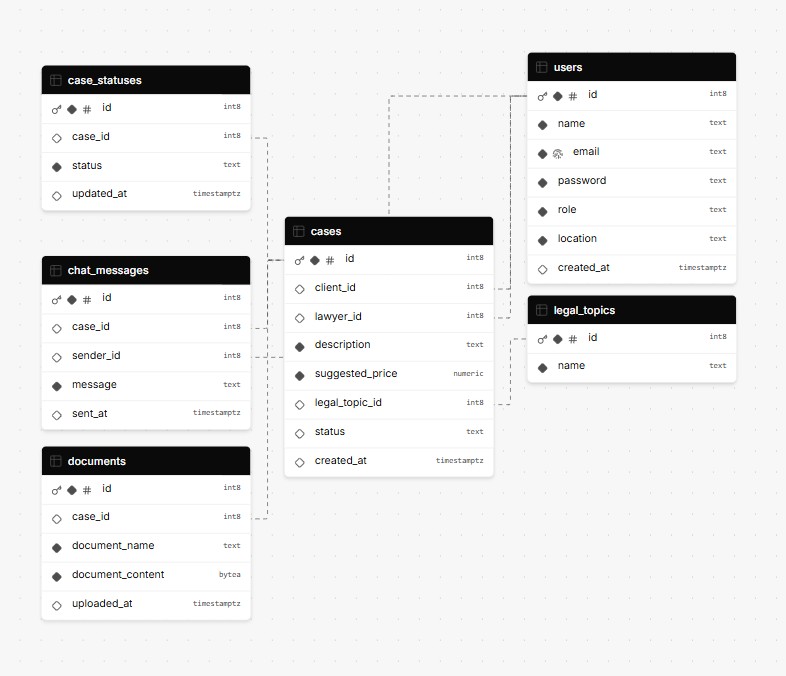 case_statuses
# id int8
case_id int8
status text
updated_at timestamptz
chat_messages
# id int8
case_id int8
sender_id int8
message text
sent_at timestamptz
documents
# id int8
case_id int8
document_name text
document_content bytea
uploaded_at timestamptz
cases
# id int8
client_id int8
lawyer_id int8
description text
suggested_price numeric
legal_topic_id int8
status text
created_at timestamptz
users
# id int8
name text
email text
password text
role text
location text
created_at timestamptz
legal_topics
# id int8
name text